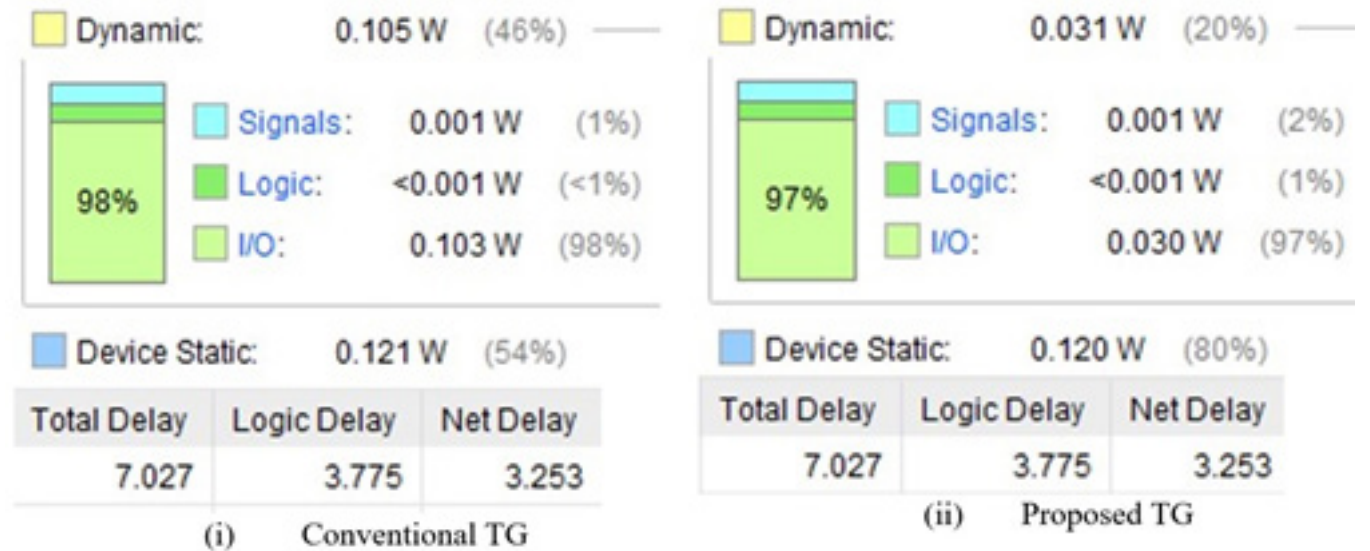 Dynamic: 0.105 W (46%)
98%
Signals: 0.001 W (1%)
Logic: <0.001 W (<1%)
I/O: 0.103 W (98%)
Device Static: 0.121 W (54%)
Total Delay Logic Delay Net Delay
7.027 3.775 3.253
(i) Conventional TG
Dynamic: 0.031 W (20%)
97%
Signals: 0.001 W (2%)
Logic: <0.001 W (1%)
I/O: 0.030 W (97%)
Device Static: 0.120 W (80%)
Total Delay Logic Delay Net Delay
7.027 3.775 3.253
(ii) Proposed TG